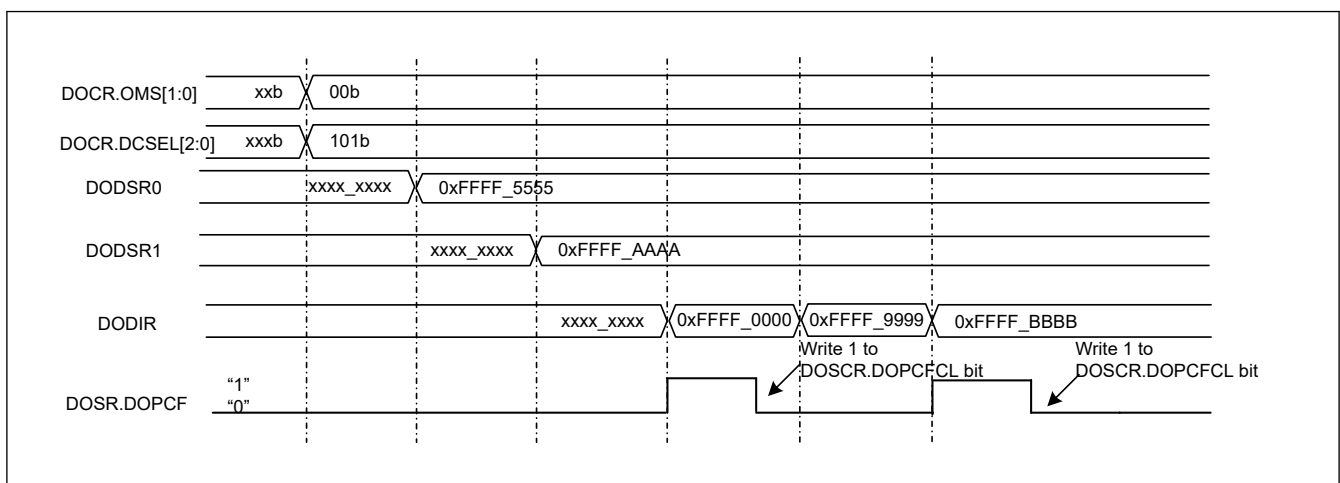 DOCR.OMS[1:0] xxb 00b
DOCR.DCSEL[2:0] xxxb 101b
DODSR0 xxxx_xxxx 0xFFFF_5555
DODSR1 xxxx_xxxx 0xFFFF_AAAA
DODIR xxxx_xxxx 0xFFFF_0000 0xFFFF_9999 0xFFFF_BBBB
Write 1 to
DOSCR.DOPCFCL bit
Write 1 to
DOSCR.DOPCFCL bit
DOSR.DOPCF
“1”
“0”